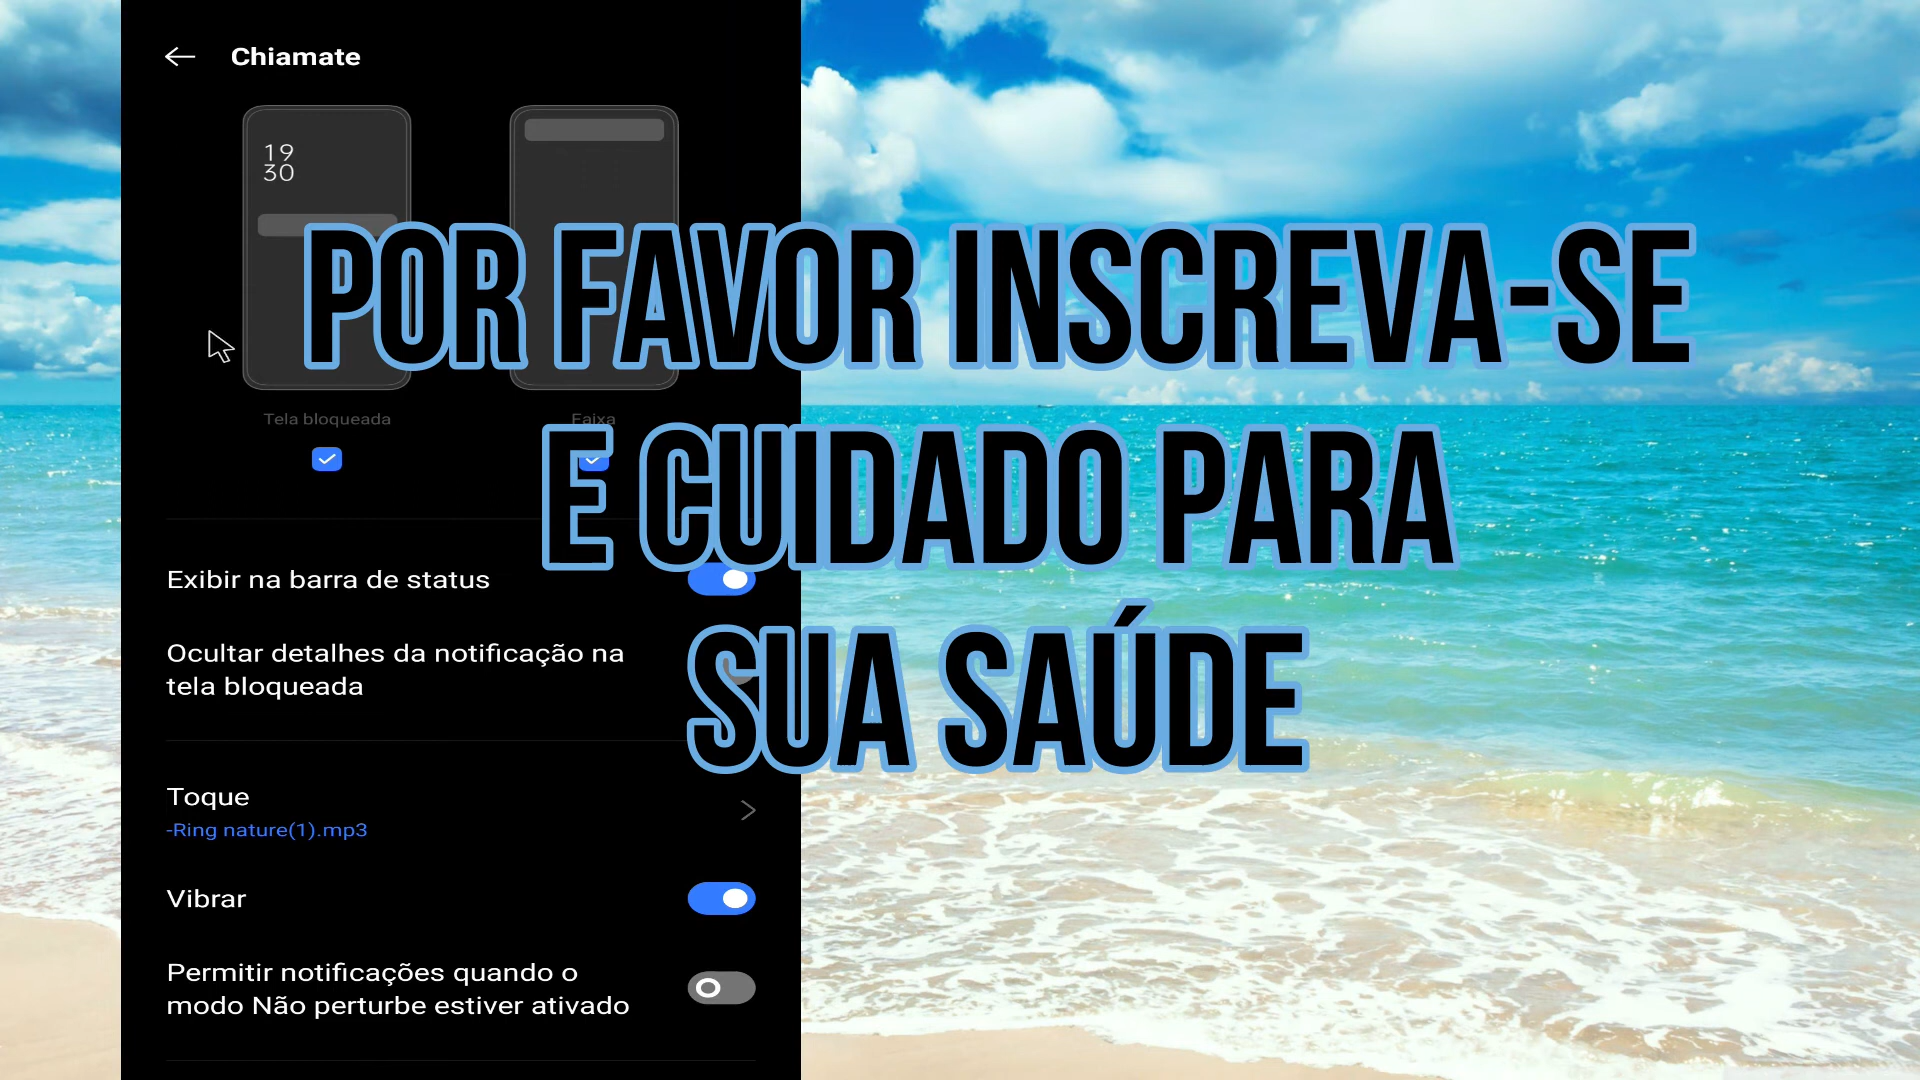 Chiamate
19
30
POR FAVOR INSCREVA-SE
Tela bloqueada
Faixa
E CUIDADO PARA
Exibir na barra de status
Ocultar detalhes da notificação na
tela bloqueada
SUA SAÚDE
Toque
-Ring nature(1).mp3
Vibrar
Permitir notificações quando o
modo Não perturbe estiver ativado